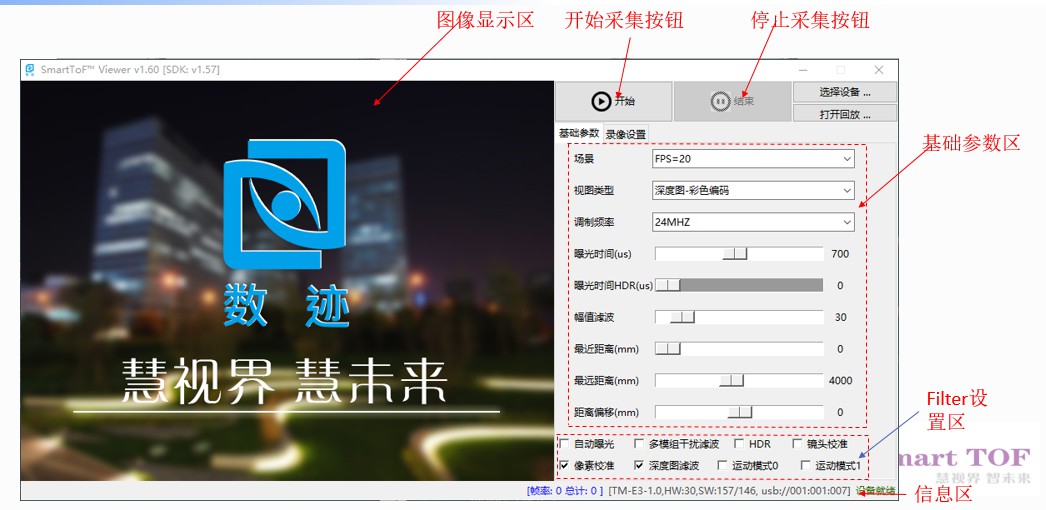 图像显示区 开始采集按钮 停止采集按钮
SmartToF™ Viewer v1.60 [SDK: v1.57]
开始 结束 选择设备 ...
打开回放 ...
基础参数 录像设置
基础参数区
场景 FPS=20
视图类型 深度图-彩色编码
调制频率 24MHZ
曝光时间(us) 700
曝光时间HDR(us) 0
幅值滤波 30
最近距离(mm) 0
最远距离(mm) 4000
距离偏移(mm) 0
数 迹
慧视界 慧未来
Filter设
置区
自动曝光 多模组干扰滤波 HDR 镜头校准
像素校准 深度图滤波 运动模式0 运动模式1
mart TOF
慧视界 智未来
[帧率: 0 总计: 0 ] [TM-E3-1.0,HW:30,SW:157/146, usb://001:001:007] 设备就绪
信息区